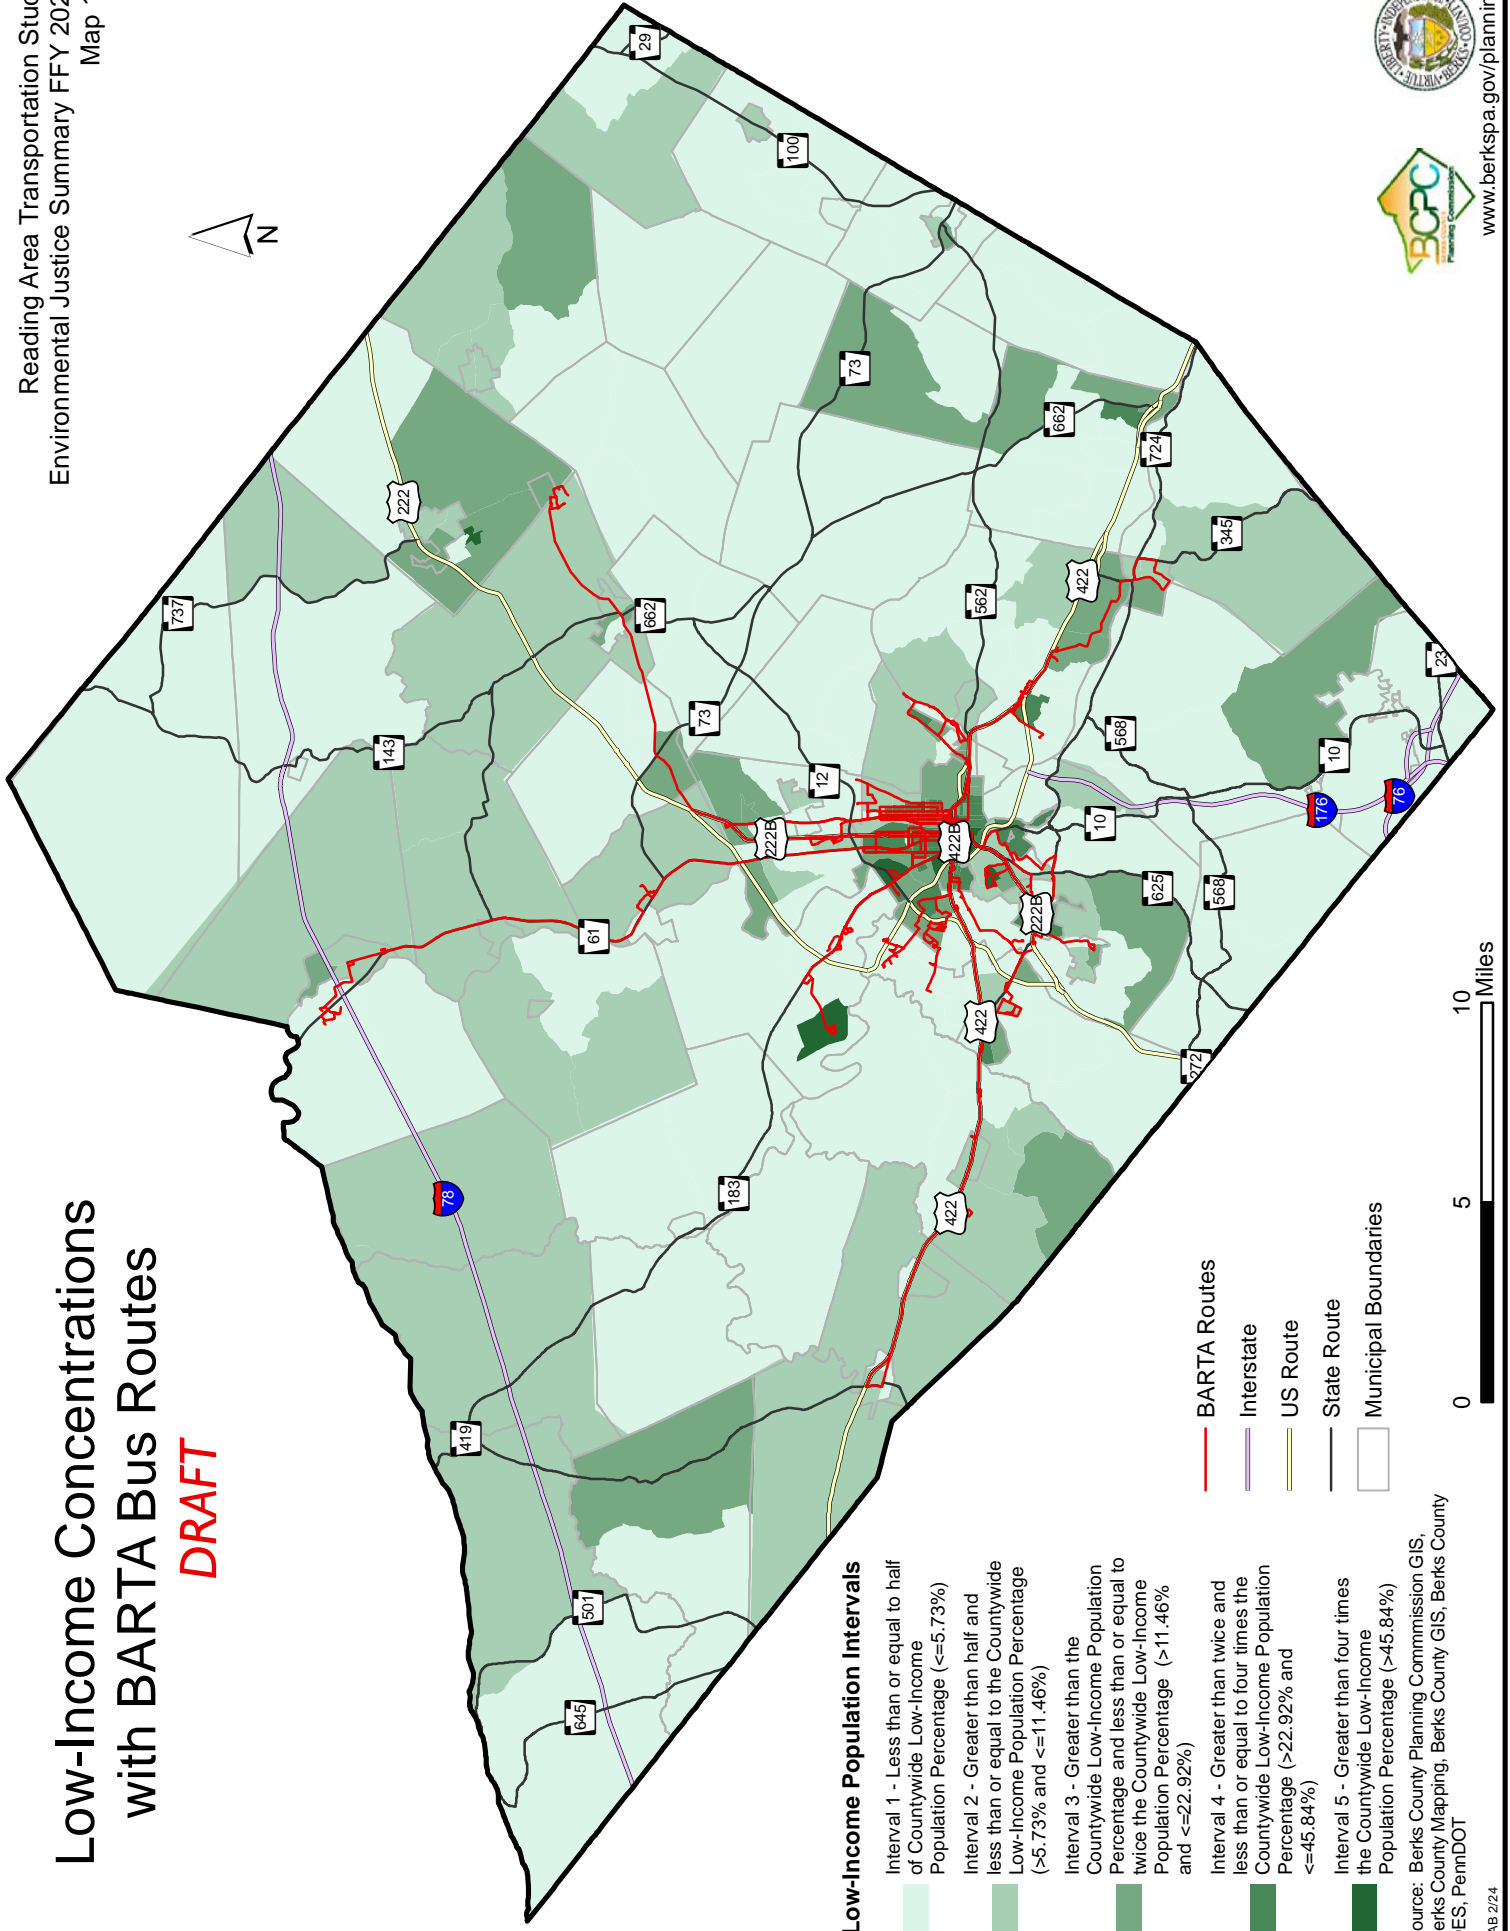 Low-Income Concentrations
with BARTA Bus Routes
DRAFT
Reading Area Transportation
Environmental Justice Summary FFY
Map
N
29
100
73
662
724
222
737
345
422
562
662
143
73
23
568
12
10
176
76
10
222B
422B
625
568
222B
61
422
272
78
183
422
419
501
645
Low-Income Population Intervals
Interval 1 - Less than or equal to half
of Countywide Low-Income
Population Percentage (<=5.73%)
Interval 2 - Greater than half and
less than or equal to the Countywide
Low-Income Population Percentage
(>5.73% and <=11.46%)
Interval 3 - Greater than the
Countywide Low-Income Population
Percentage and less than or equal to
twice the Countywide Low-Income
Population Percentage (>11.46%
and <=22.92%)
Interval 4 - Greater than twice and
less than or equal to four times the
Countywide Low-Income Population
Percentage (>22.92% and
<=45.84%)
Interval 5 - Greater than four times
the Countywide Low-Income
Population Percentage (>45.84%)
BARTA Routes
Interstate
US Route
State Route
Municipal Boundaries
0 5 10
Miles
ource: Berks County Planning Commmission GIS,
erks County Mapping, Berks County GIS, Berks County
ES, PennDOT
AB 2/24
BCPC
Planning Commission
LIBERTY VIRTUE BERKS
www.berkspa.gov/plannin